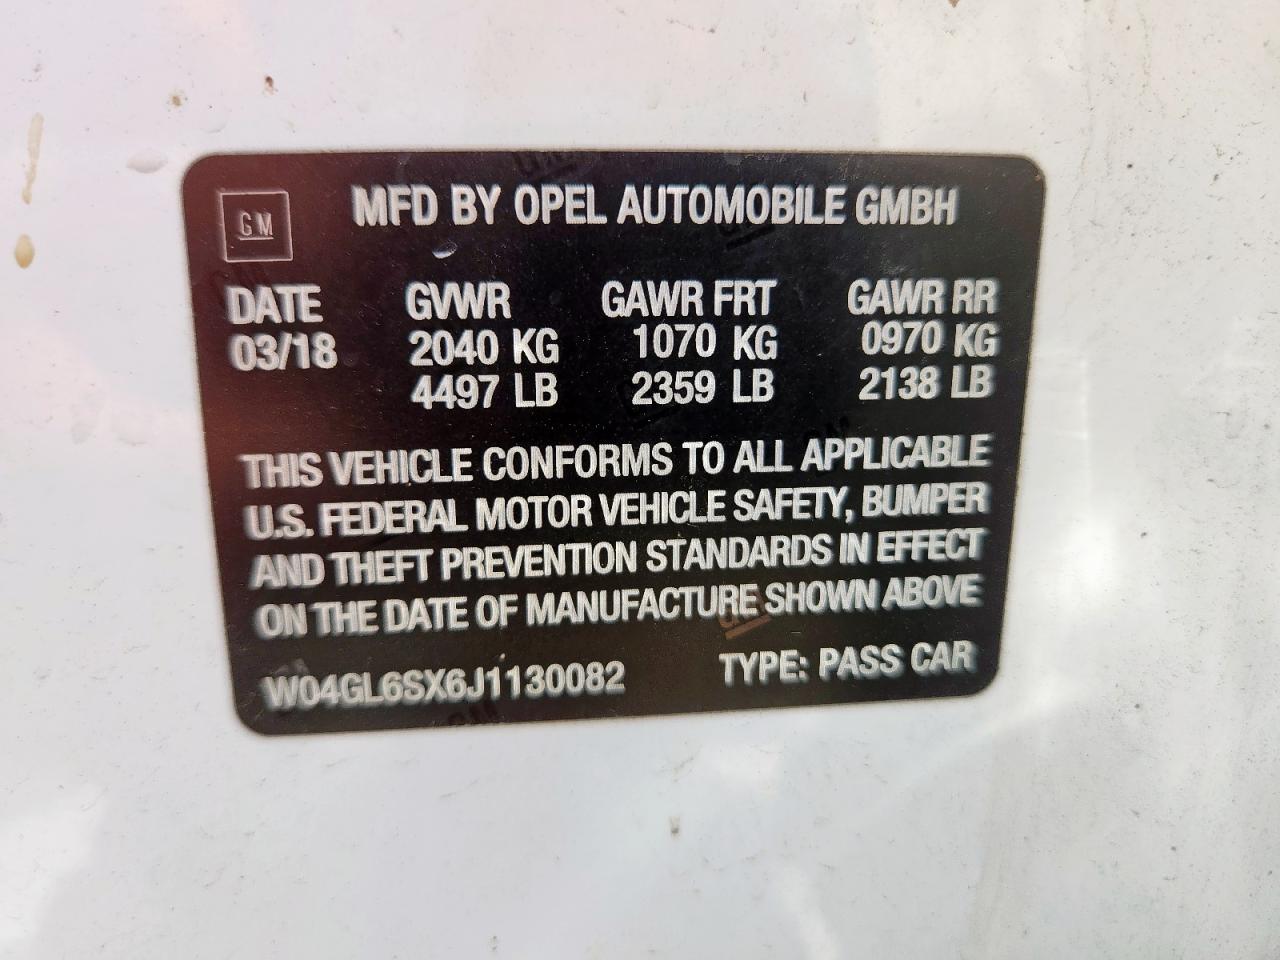 GM
MFD BY OPEL AUTOMOBILE GMBH
DATE GVWR GAWR FRT GAWR RR
03/18 2040 KG 1070 KG 0970 KG
4497 LB 2359 LB 2138 LB
THIS VEHICLE CONFORMS TO ALL APPLICABLE
U.S. FEDERAL MOTOR VEHICLE SAFETY, BUMPER
AND THEFT PREVENTION STANDARDS IN EFFECT
ON THE DATE OF MANUFACTURE SHOWN ABOVE
W04GL6SX6J1130082 TYPE: PASS CAR